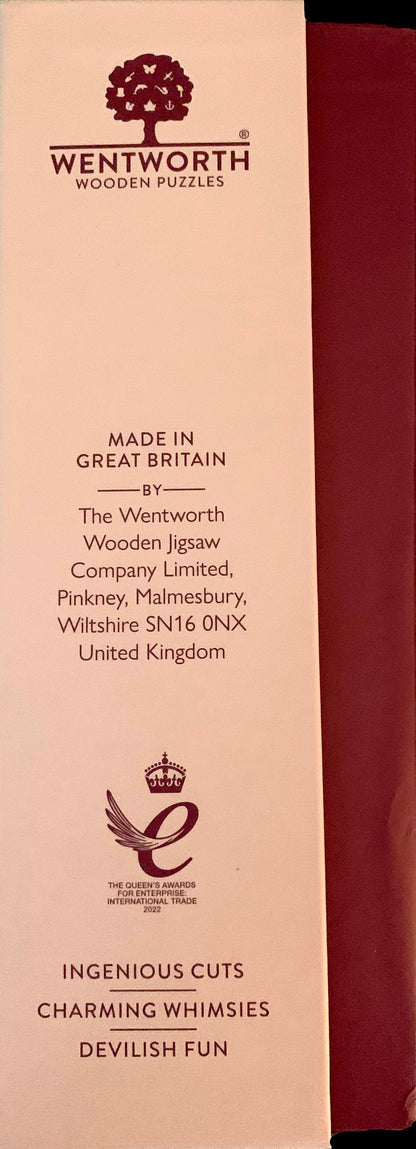 ®
WENTWORTH
WOODEN PUZZLES
MADE IN
GREAT BRITAIN
BY
The Wentworth
Wooden Jigsaw
Company Limited,
Pinkney, Malmesbury,
Wiltshire SN16 0NX
United Kingdom
e
THE QUEEN'S AWARDS
FOR ENTERPRISE:
INTERNATIONAL TRADE
2022
INGENIOUS CUTS
CHARMING WHIMSIES
DEVILISH FUN